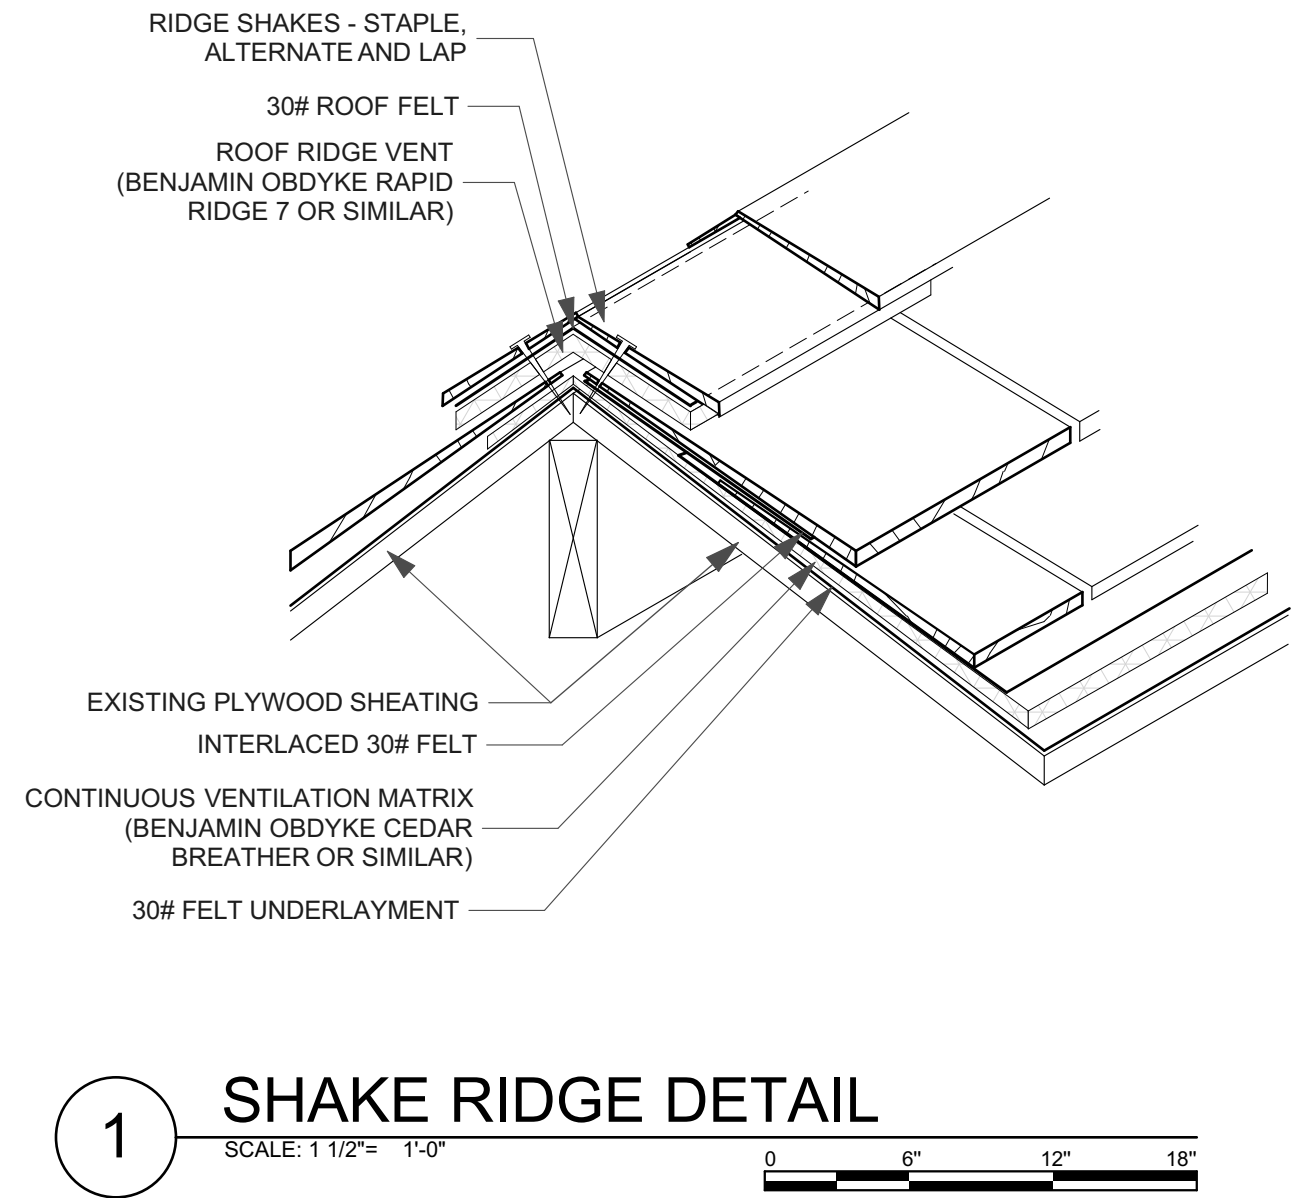 RIDGE SHAKES - STAPLE,
ALTERNATE AND LAP
30# ROOF FELT
ROOF RIDGE VENT
(BENJAMIN OBDYKE RAPID
RIDGE 7 OR SIMILAR)
EXISTING PLYWOOD SHEATING
INTERLACED 30# FELT
CONTINUOUS VENTILATION MATRIX
(BENJAMIN OBDYKE CEDAR
BREATHER OR SIMILAR)
30# FELT UNDERLAYMENT
1
SHAKE RIDGE DETAIL
SCALE: 1 1/2"= 1'-0"
0 6" 12" 18"